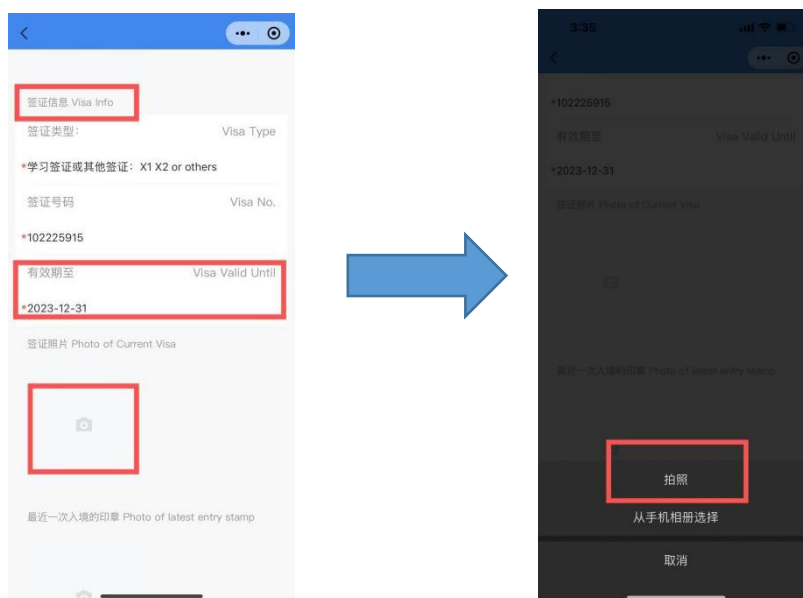 签证信息 Visa Info
签证类型: Visa Type
*学习签证或其他签证: X1 X2 or others
签证号码 Visa No.
*102225915
有效期至 Visa Valid Until
*2023-12-31
签证照片 Photo of Current Visa
最近一次入境的印章 Photo of latest entry stamp
3:35
*102225915
有效期至 Visa Valid Until
*2023-12-31
签证照片 Photo of Current Visa
最近一次入境的印章 Photo of latest entry stamp
拍照
从手机相册选择
取消